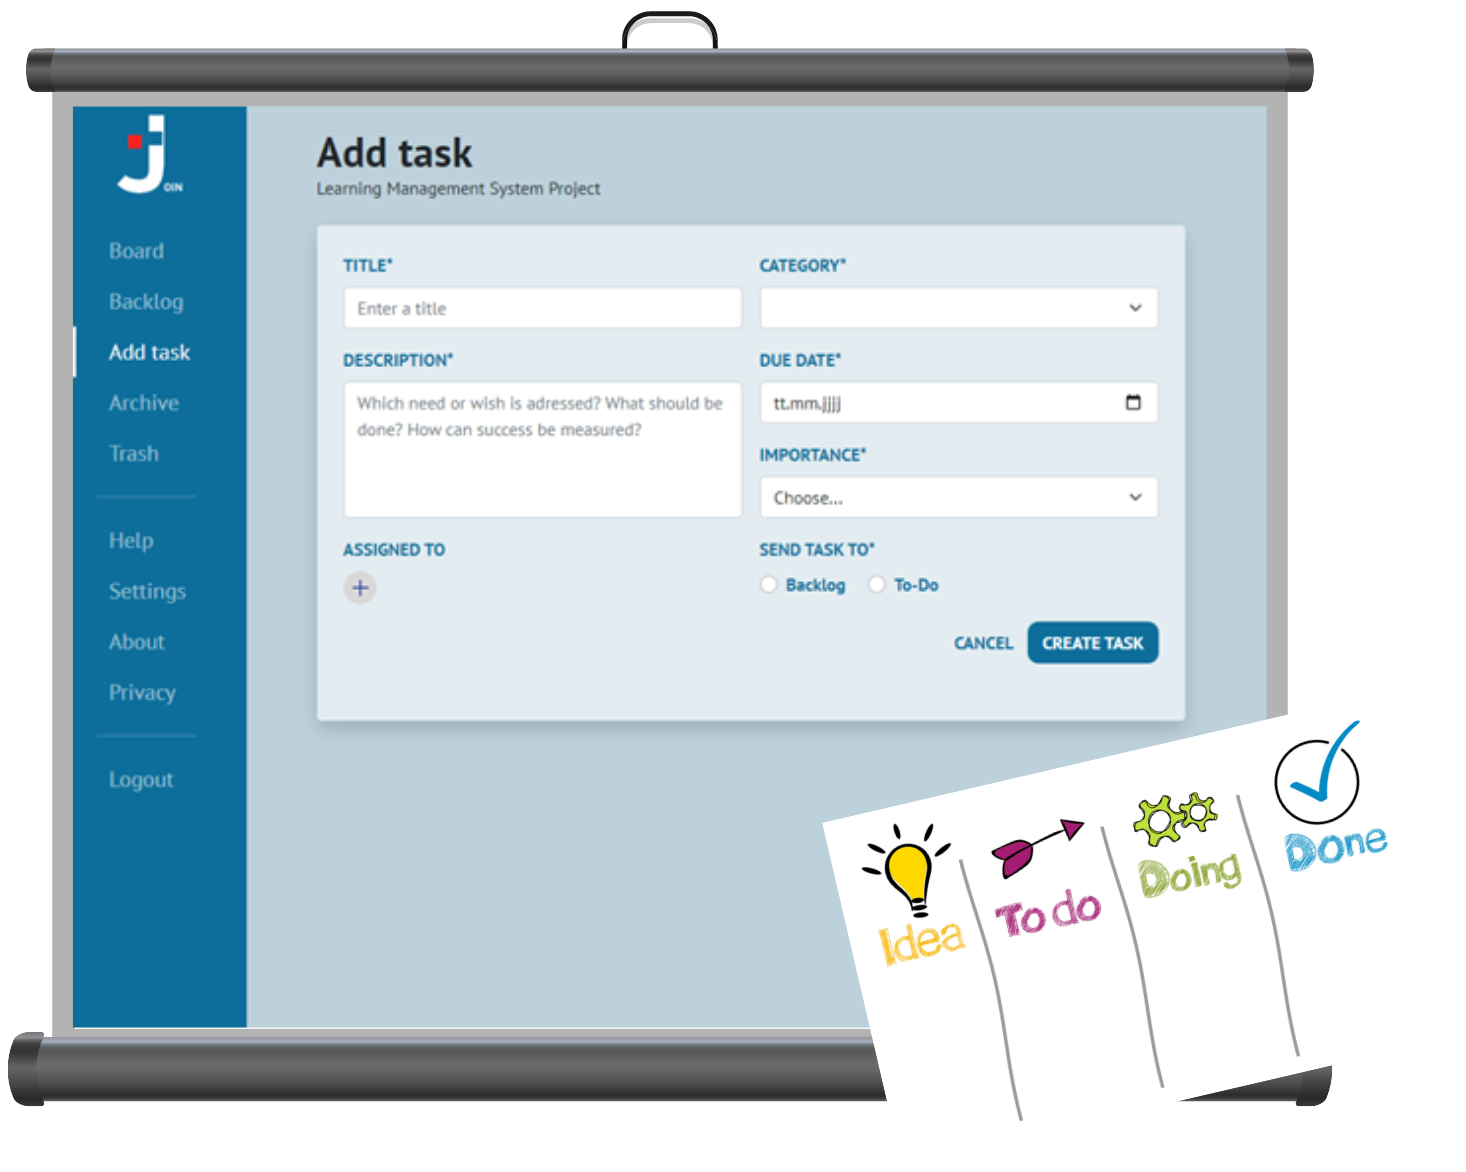 JOIN
Board
Backlog
Add task
Archive
Trash
Help
Settings
About
Privacy
Logout
Add task
Learning Management System Project
TITLE*
Enter a title
DESCRIPTION*
Which need or wish is adressed? What should be
done? How can success be measured?
ASSIGNED TO
+
CATEGORY*
DUE DATE*
tt.mm.jjjj
IMPORTANCE*
Choose...
SEND TASK TO*
Backlog To-Do
CANCEL CREATE TASK
Idea
To do
Doing
Done